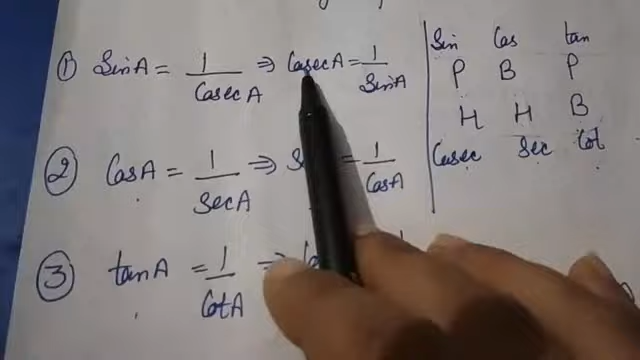 ① SinA = 1/CosecA ⇒ CosecA = 1/SinA
② CosA = 1/SecA ⇒ = 1/CosA
③ tanA = 1/CotA ⇒
Sin Cos tan
P B P
H H B
Cosec Sec Cot